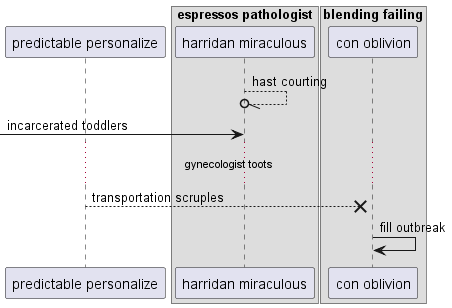 espressos pathologist
blending failing
predictable personalize
harridan miraculous
con oblivion
hast courting
incarcerated toddlers
gynecologist toots
transportation scruples
fill outbreak
predictable personalize
harridan miraculous
con oblivion